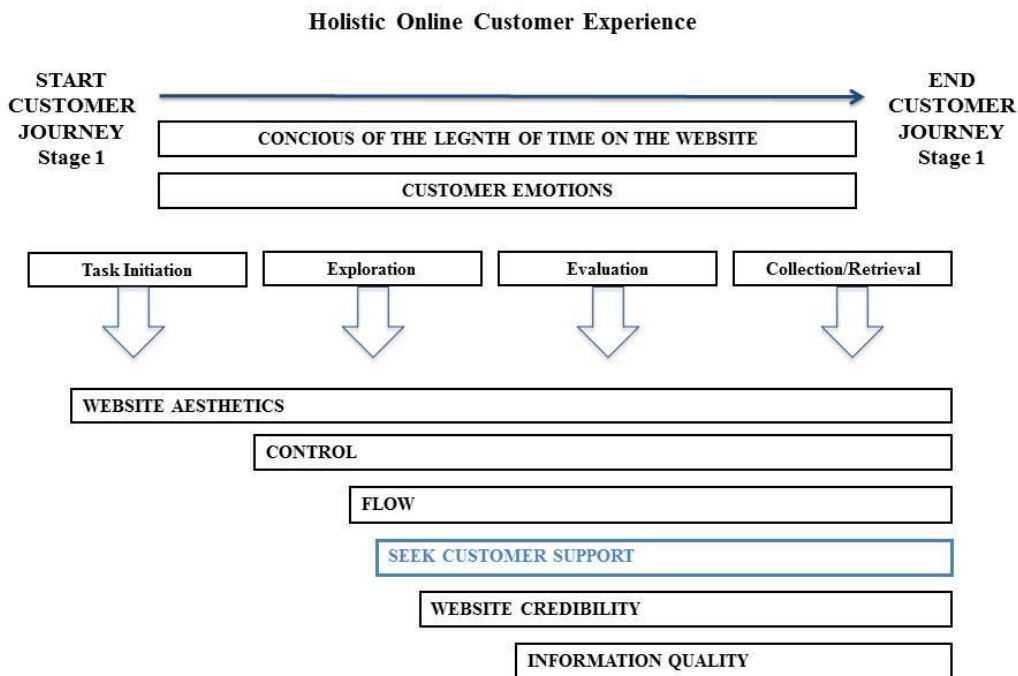 Holistic Online Customer Experience
START
CUSTOMER
JOURNEY
Stage 1
END
CUSTOMER
JOURNEY
Stage 1
CONCIOUS OF THE LEGNTH OF TIME ON THE WEBSITE
CUSTOMER EMOTIONS
Task Initiation
Exploration
Evaluation
Collection/Retrieval
WEBSITE AESTHETICS
CONTROL
FLOW
SEEK CUSTOMER SUPPORT
WEBSITE CREDIBILITY
INFORMATION QUALITY